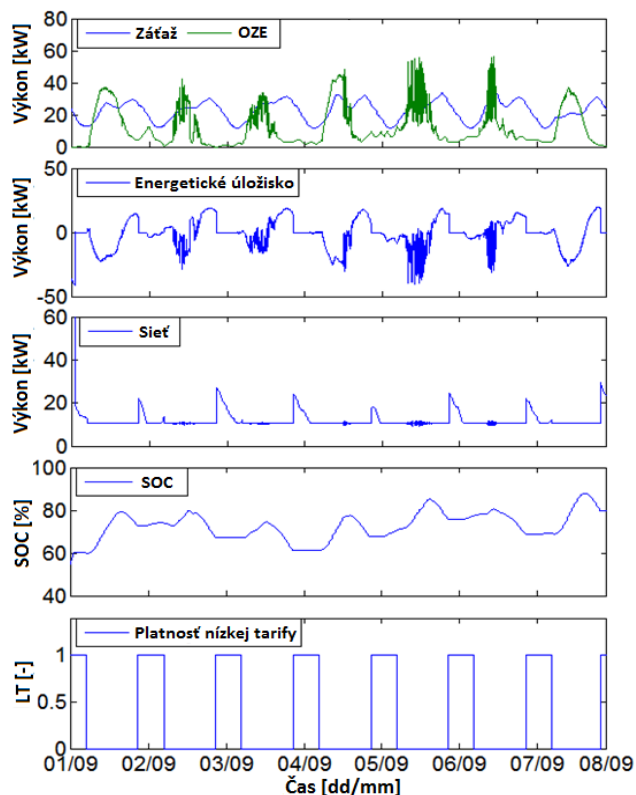 80
60
40
20
0
Výkon [kW]
Záťaž OZE
50
0
-50
Výkon [kW]
Energetické úložisko
60
40
20
0
Výkon [kW]
Sieť
100
80
60
40
SOC [%]
SOC
1
0.5
0
LT [-]
Platnosť nízkej tarify
01/09 02/09 03/09 04/09 05/09 06/09 07/09 08/09
Čas [dd/mm]